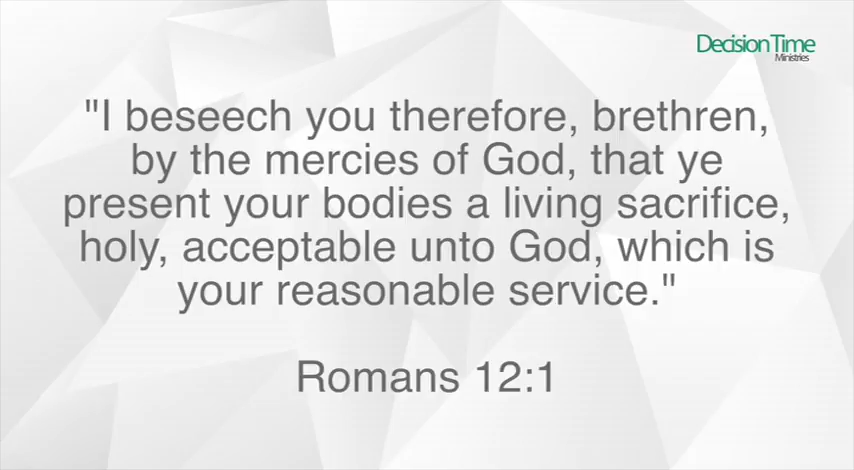 DecisionTime
Ministries
"I beseech you therefore, brethren,
by the mercies of God, that ye
present your bodies a living sacrifice,
holy, acceptable unto God, which is
your reasonable service."
Romans 12:1